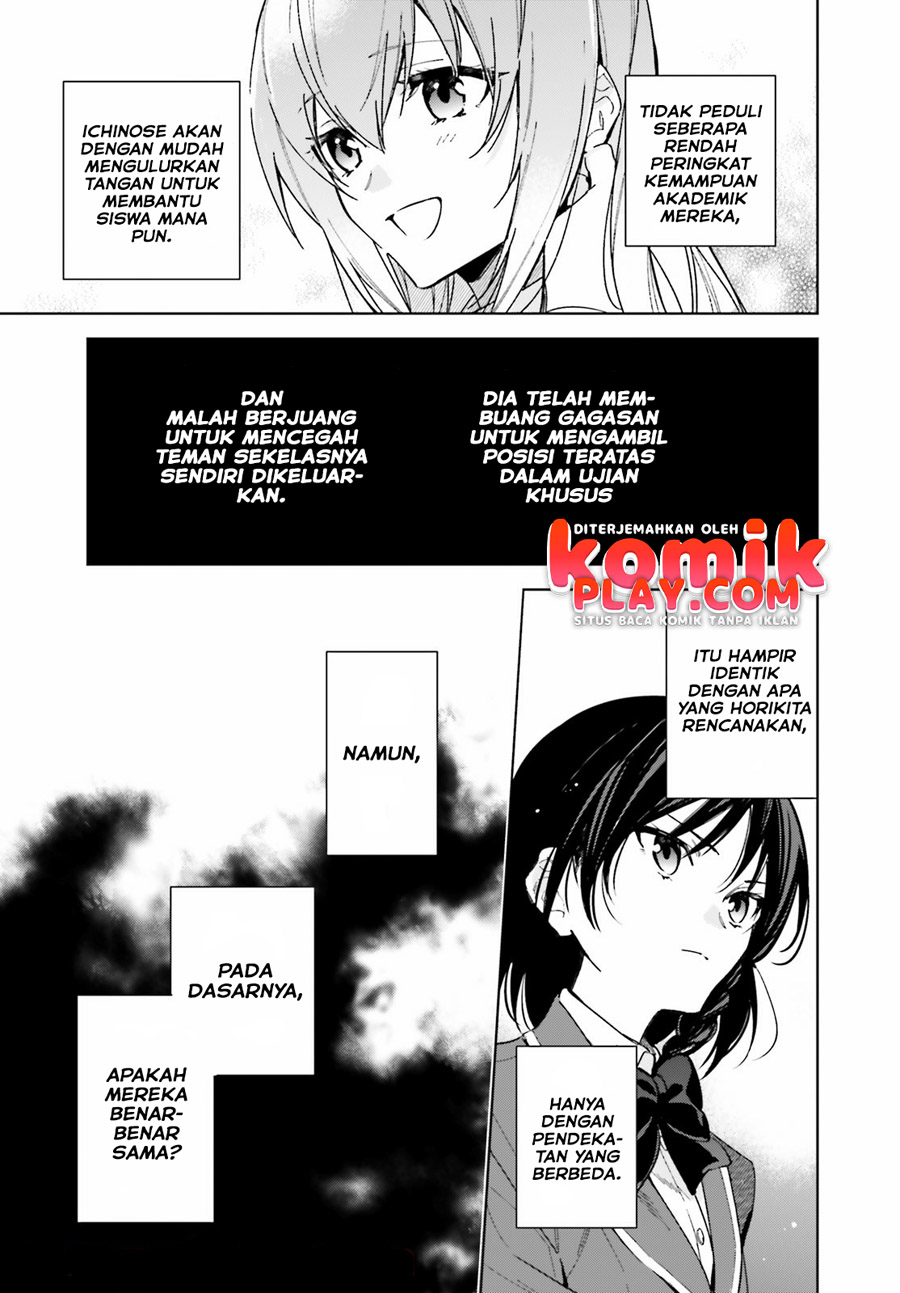 TIDAK PEDULI
SEBERAPA
RENDAH
PERINGKAT
KEMAMPUAN
AKADEMIK
MEREKA,
ICHINOSE AKAN
DENGAN MUDAH
MENGULURKAN
TANGAN UNTUK
MEMBANTU
SISWA MANA
PUN.
DIA TELAH MEM-
BUANG GAGASAN
UNTUK MENGAMBIL
POSISI TERATAS
DALAM UJIAN
KHUSUS
DAN
MALAH BERJUANG
UNTUK MENCEGAH
TEMAN SEKELASNYA
SENDIRI DIKELUAR-
KAN.
DITERJEMAHKAN OLEH
komik
PLAY.COM
SITUS BACA KOMIK TANPA IKLAN
ITU HAMPIR
IDENTIK
DENGAN APA
YANG HORIKITA
RENCANAKAN,
HANYA
DENGAN
PENDEKA-
TAN YANG
BERBEDA.
NAMUN,
PADA
DASARNYA,
APAKAH
MEREKA
BENAR-
BENAR
SAMA?